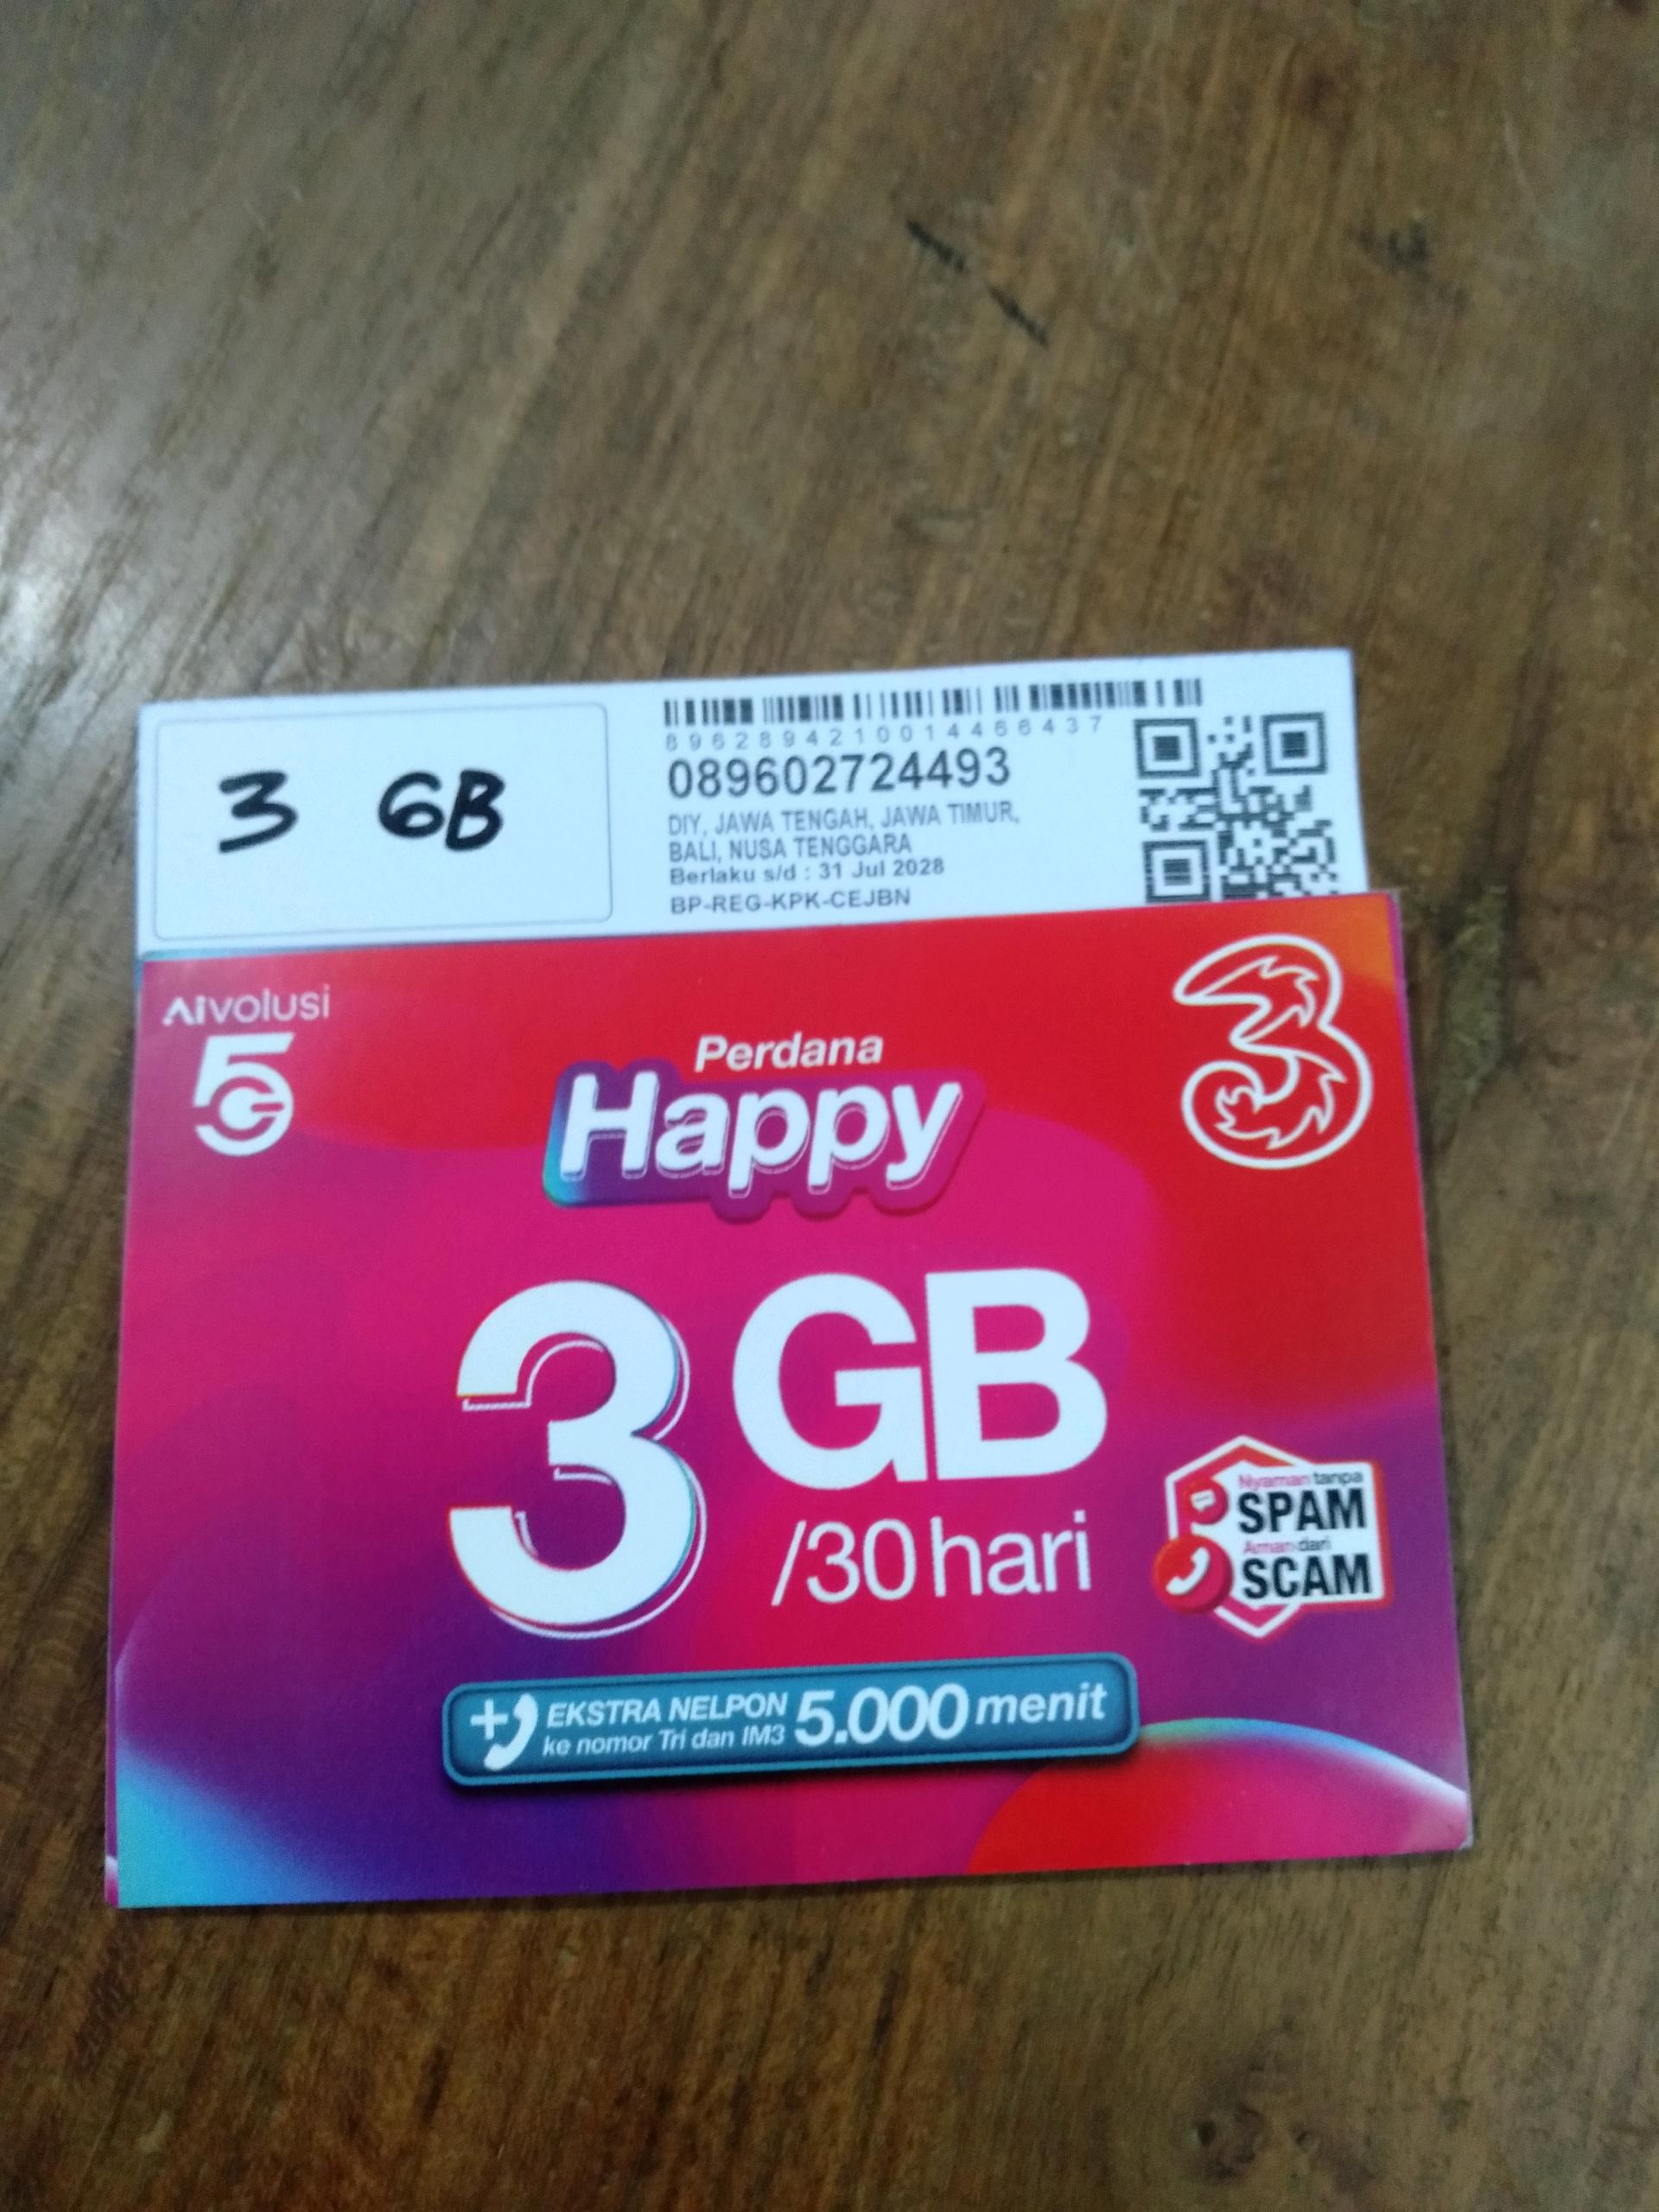 3 GB
8962894210014466437
089602724493
DIY, JAWA TENGAH, JAWA TIMUR,
BALI, NUSA TENGGARA
Berlaku s/d : 31 Jul 2028
BP-REG-KPK-CEJBN
AIvolusi
5G
3
Perdana
Happy
3 GB
/30 hari
Nyaman tanpa
SPAM
Aman dari
SCAM
EKSTRA NELPON
ke nomor Tri dan IM3
5.000 menit